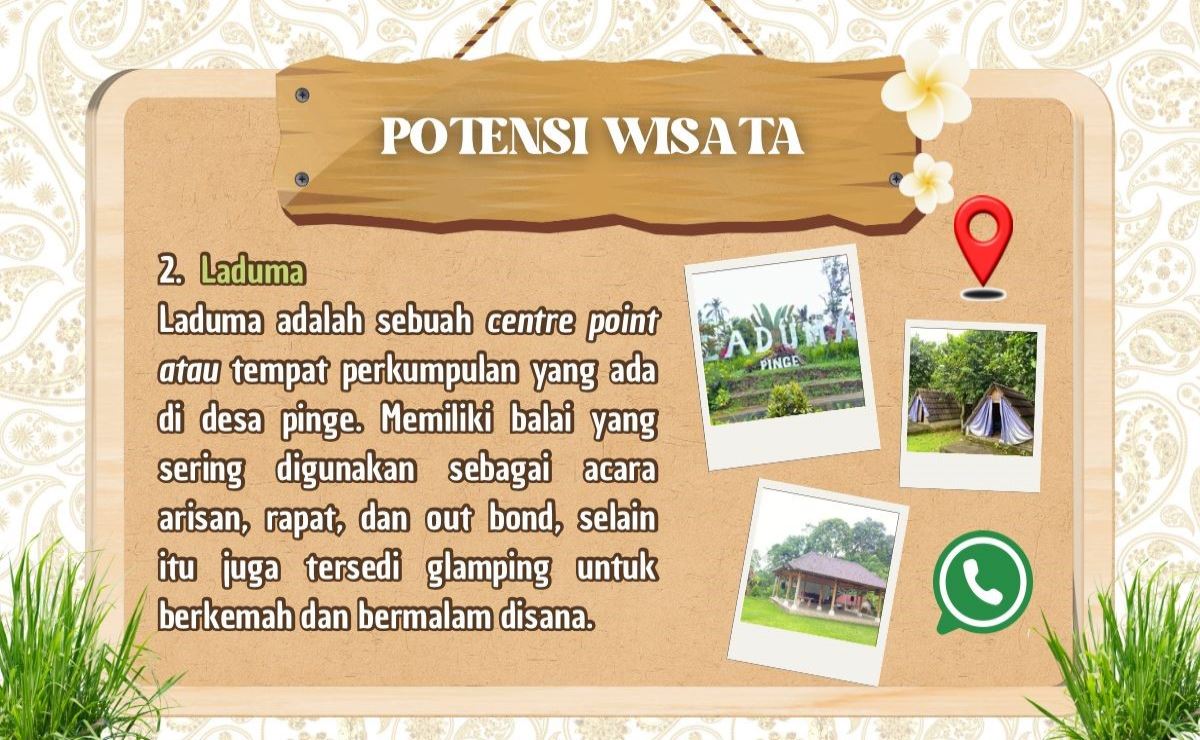 POTENSI WISATA
2. Laduma
Laduma adalah sebuah centre point
atau tempat perkumpulan yang ada
di desa pinge. Memiliki balai yang
sering digunakan sebagai acara
arisan, rapat, dan out bond, selain
itu juga tersedi glamping untuk
berkemah dan bermalam disana.
LADUMA
PINGE